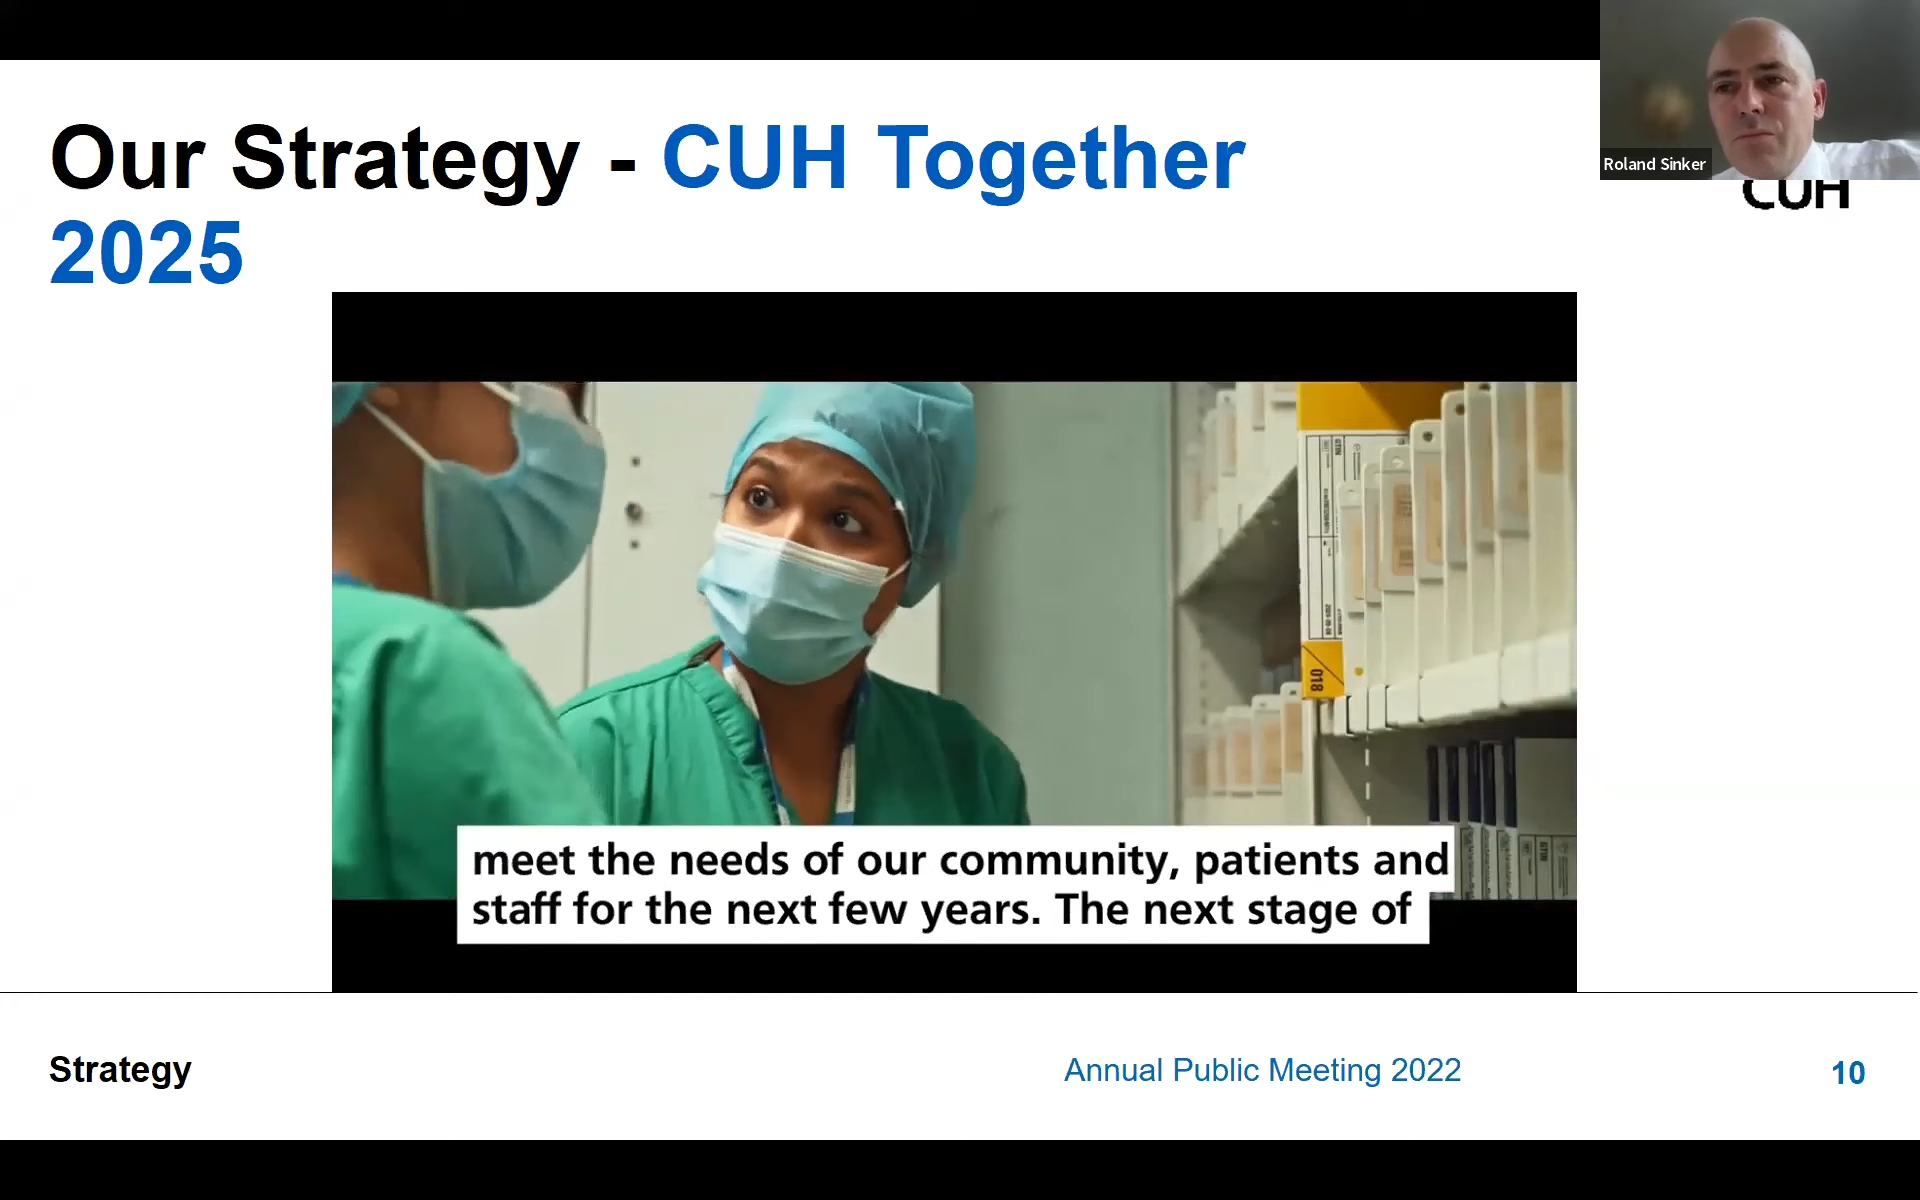 Our Strategy - CUH Together
2025
Roland Sinker
CUH
018
meet the needs of our community, patients and
staff for the next few years. The next stage of
Strategy
Annual Public Meeting 2022
10